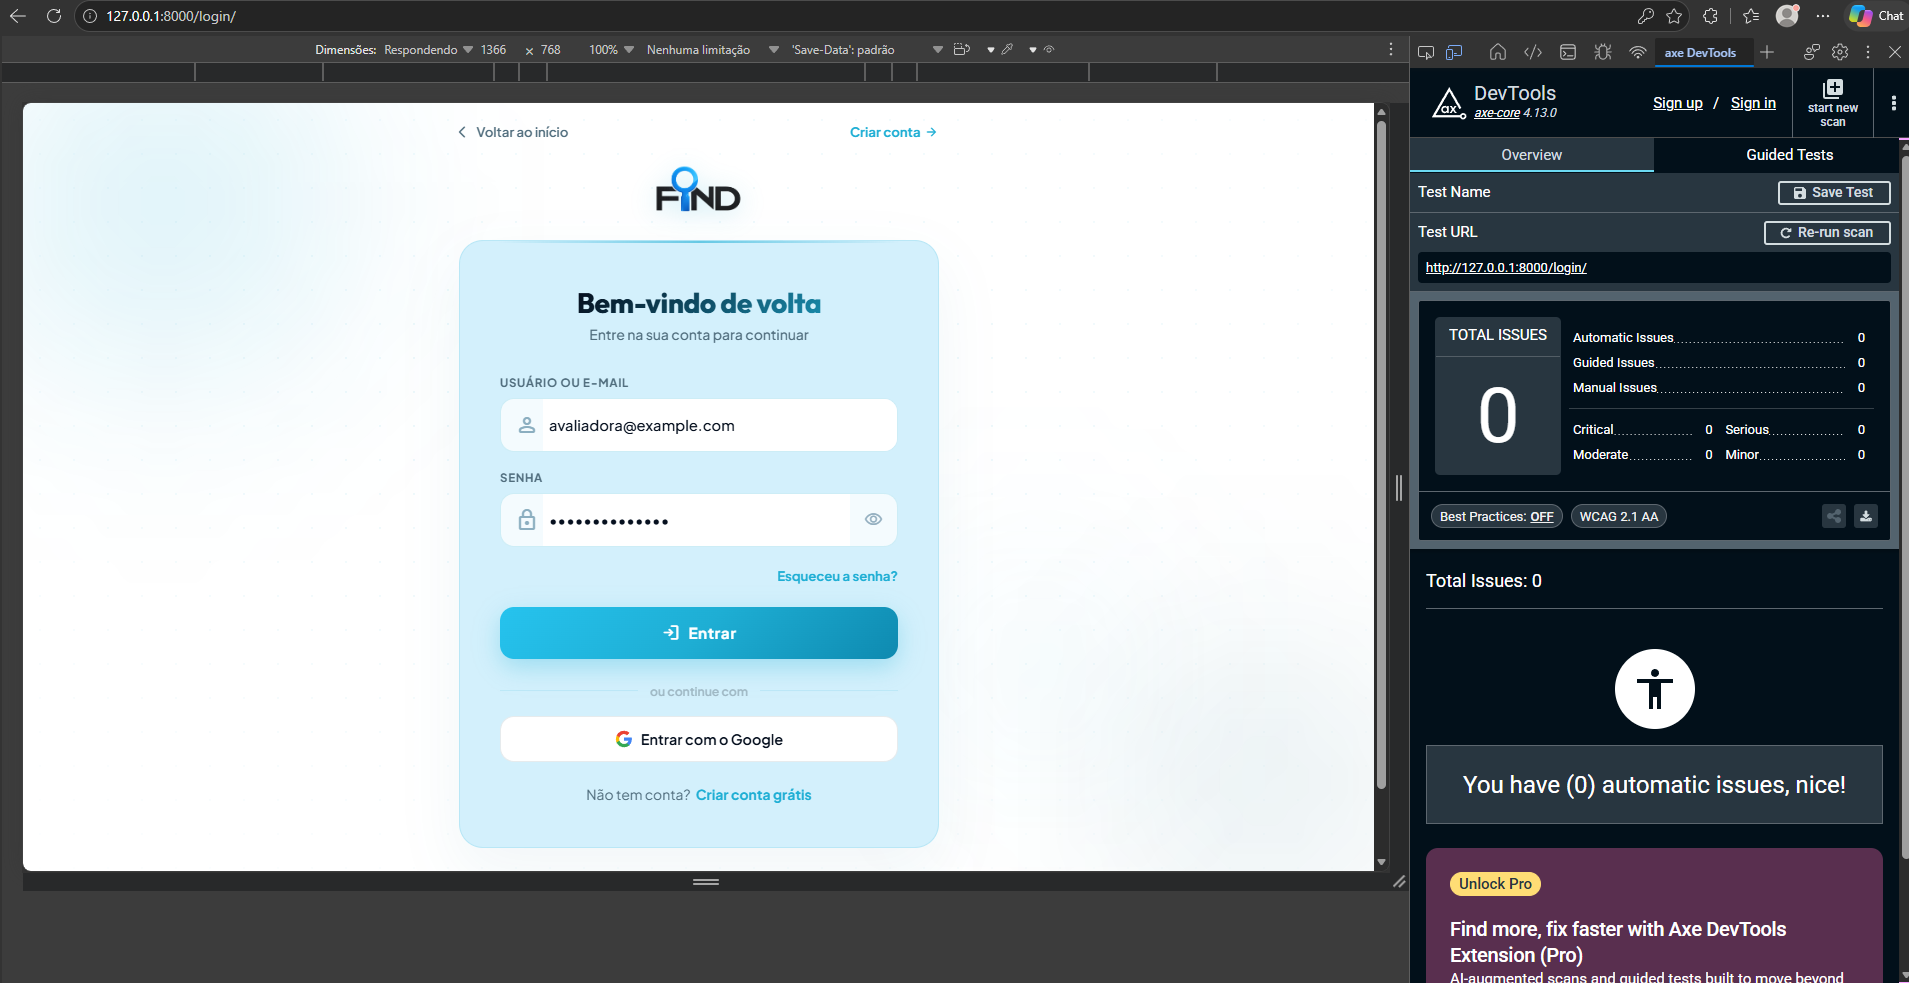 127.0.0.1:8000/login/
Chat
Dimensões: Respondendo 1366 x 768 100% Nenhuma limitação 'Save-Data': padrão
axe DevTools
Voltar ao início
Criar conta →
FIND
Bem-vindo de volta
Entre na sua conta para continuar
USUÁRIO OU E-MAIL
avaliadora@example.com
SENHA
Esqueceu a senha?
Entrar
ou continue com
Entrar com o Google
Não tem conta? Criar conta grátis
ax
DevTools
axe-core 4.13.0
Sign up / Sign in
start new
scan
Overview
Guided Tests
Test Name
Save Test
Test URL
Re-run scan
http://127.0.0.1:8000/login/
TOTAL ISSUES
0
Automatic Issues 0
Guided Issues 0
Manual Issues 0
Critical 0 Serious 0
Moderate 0 Minor 0
Best Practices: OFF
WCAG 2.1 AA
Total Issues: 0
You have (0) automatic issues, nice!
Unlock Pro
Find more, fix faster with Axe DevTools
Extension (Pro)
AI-augmented scans and guided tests built to move beyond